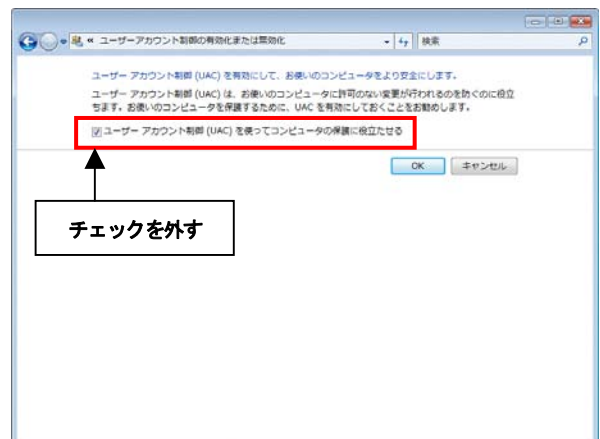 « ユーザーアカウント制御の有効化または無効化
検索
ユーザー アカウント制御 (UAC) を有効にして、お使いのコンピュータをより安全にします。
ユーザー アカウント制御 (UAC) は、お使いのコンピュータに許可のない変更が行われるのを防ぐのに役立
ちます。お使いのコンピュータを保護するために、UAC を有効にしておくことをお勧めします。
ユーザー アカウント制御 (UAC) を使ってコンピュータの保護に役立たせる
OK キャンセル
チェックを外す